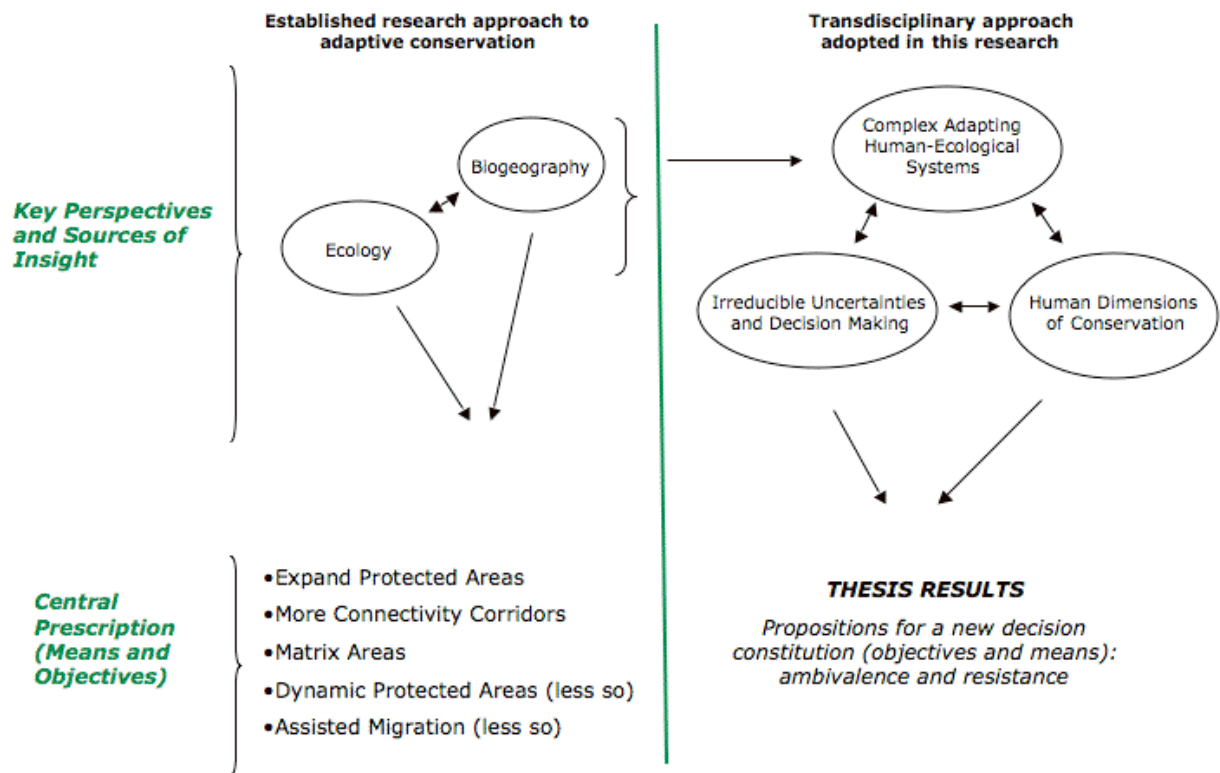 Established research approach to
adaptive conservation
Transdisciplinary approach
adopted in this research
Key Perspectives
and Sources of
Insight
Biogeography
Ecology
Complex Adapting
Human-Ecological
Systems
Irreducible Uncertainties
and Decision Making
Human Dimensions
of Conservation
Central
Prescription
(Means and
Objectives)
•Expand Protected Areas
•More Connectivity Corridors
•Matrix Areas
•Dynamic Protected Areas (less so)
•Assisted Migration (less so)
THESIS RESULTS
Propositions for a new decision
constitution (objectives and means):
ambivalence and resistance